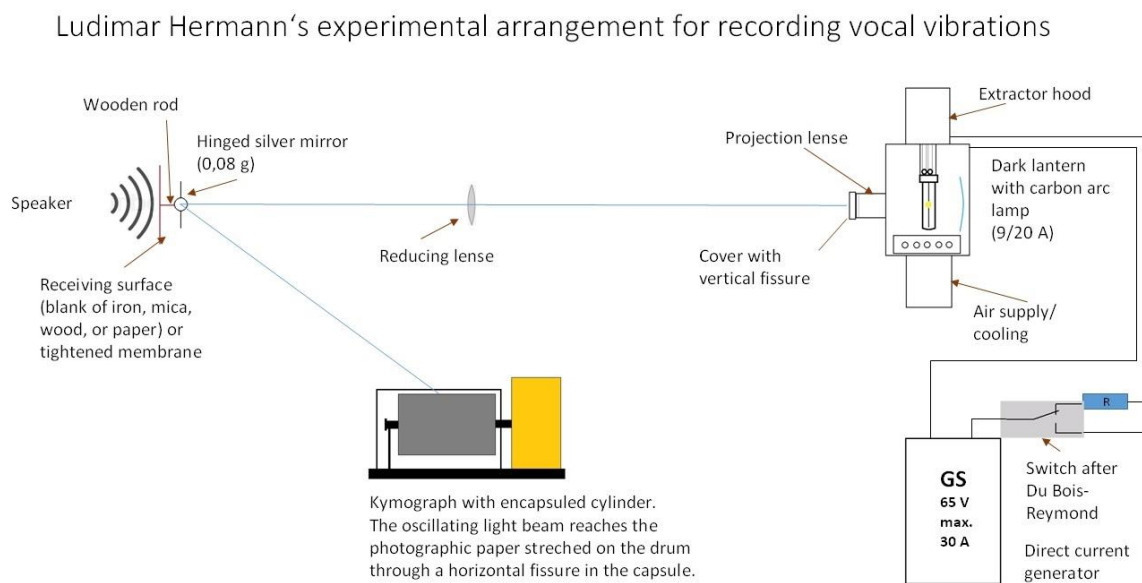 Ludimar Hermann‘s experimental arrangement for recording vocal vibrations
Wooden rod
Hinged silver mirror
(0,08 g)
Speaker
Receiving surface
(blank of iron, mica,
wood, or paper) or
tightened membrane
Reducing lense
Projection lense
Cover with
vertical fissure
Extractor hood
Dark lantern
with carbon arc
lamp
(9/20 A)
Air supply/
cooling
Kymograph with encapsuled cylinder.
The oscillating light beam reaches the
photographic paper streched on the drum
through a horizontal fissure in the capsule.
R
GS
65 V
max.
30 A
Switch after
Du Bois-
Reymond
Direct current
generator